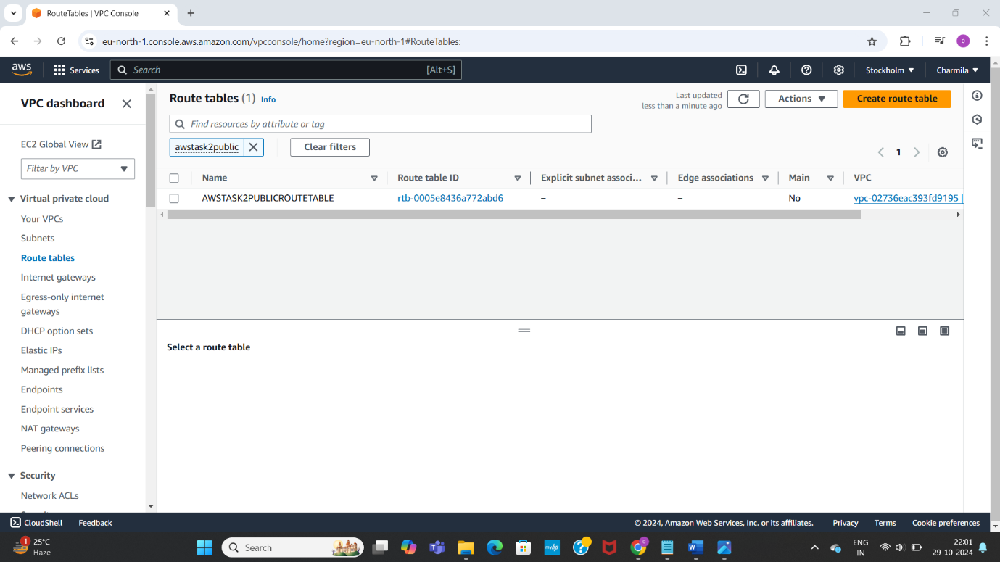 RouteTables | VPC Console
eu-north-1.console.aws.amazon.com/vpcconsole/home?region=eu-north-1#RouteTables:
C
aws
Services
Search
[Alt+S]
Stockholm
Charmila
VPC dashboard
EC2 Global View
Filter by VPC
Virtual private cloud
Your VPCs
Subnets
Route tables
Internet gateways
Egress-only internet
gateways
DHCP option sets
Elastic IPs
Managed prefix lists
Endpoints
Endpoint services
NAT gateways
Peering connections
Security
Network ACLs
Route tables (1) Info
Last updated
less than a minute ago
Actions
Create route table
Find resources by attribute or tag
awstask2public
Clear filters
1
Name Route table ID Explicit subnet associ... Edge associations Main VPC
AWSTASK2PUBLICROUTETABLE rtb-0005e8436a772abd6 – – No vpc-02736eac393fd9195 |
Select a route table
CloudShell Feedback © 2024, Amazon Web Services, Inc. or its affiliates. Privacy Terms Cookie preferences
1
25°C
Haze
Search
mvhp
C
ENG
IN
22:01
29-10-2024